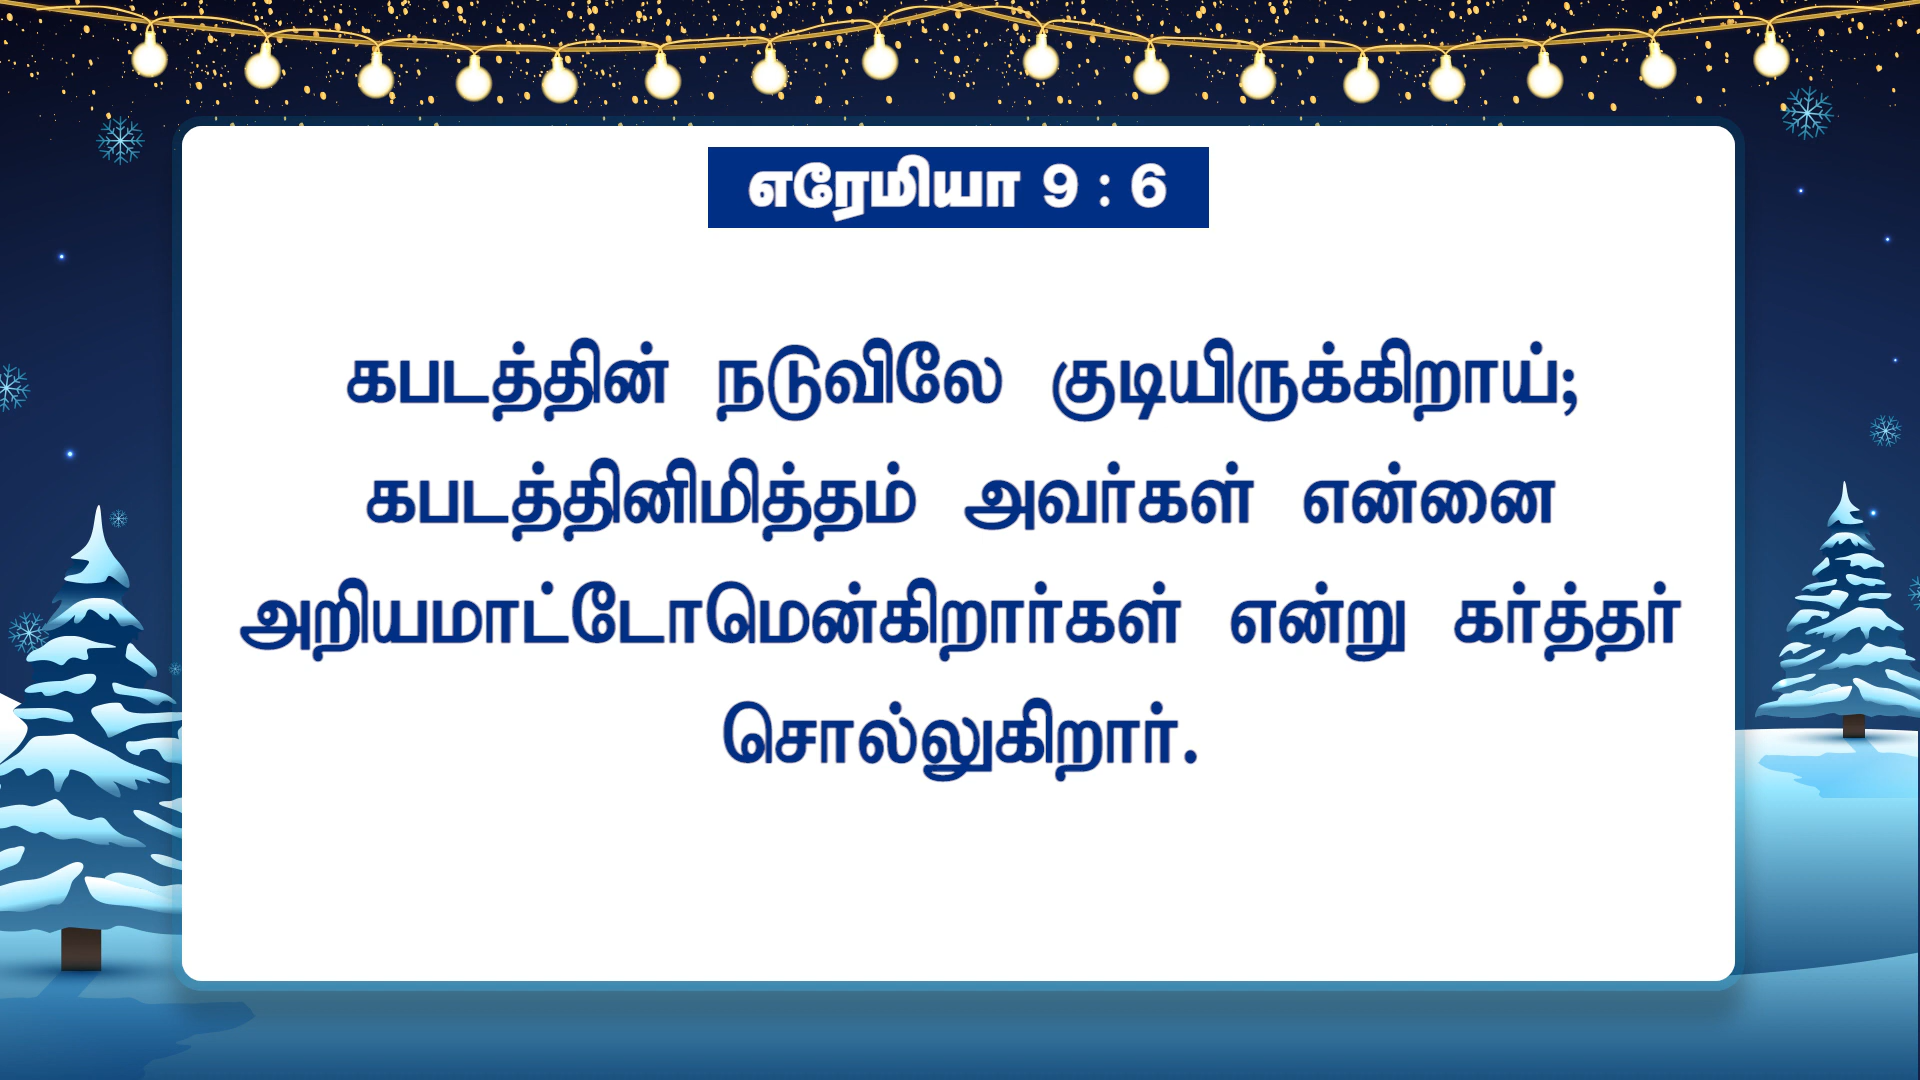 எரேமியா 9 : 6
கபடத்தின் நடுவிலே குடியிருக்கிறாய்;
கபடத்தினிமித்தம் அவர்கள் என்னை
அறியமாட்டோமென்கிறார்கள் என்று கர்த்தர்
சொல்லுகிறார்.